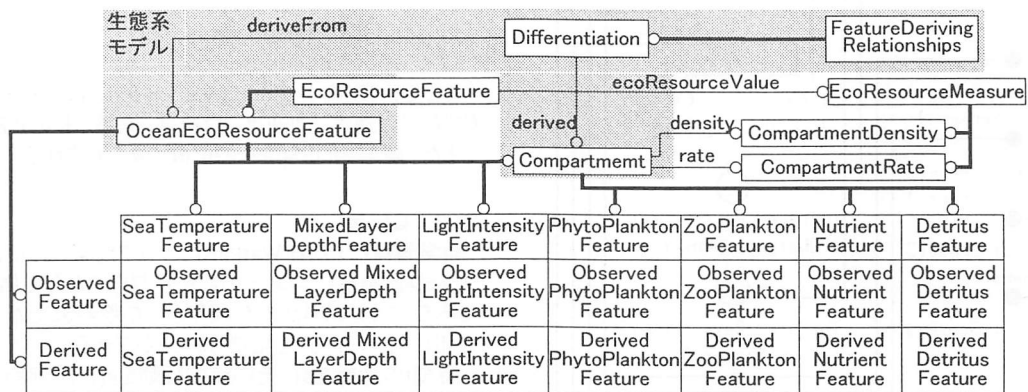 生態系
モデル
deriveFrom
Differentiation
FeatureDeriving
Relationships
EcoResourceFeature
ecoResourceValue
EcoResourceMeasure
OceanEcoResourceFeature
derived
density
CompartmentDensity
Compartmemt
rate
CompartmentRate
SeaTemperature
Feature
MixedLayer
DepthFeature
LightIntensity
Feature
PhytoPlankton
Feature
ZooPlankton
Feature
Nutrient
Feature
Detritus
Feature
Observed
Feature
Observed
SeaTemperature
Feature
Observed Mixed
LayerDepth
Feature
Observed
LightIntensity
Feature
Observed
PhytoPlankton
Feature
Observed
ZooPlankton
Feature
Observed
Nutrient
Feature
Observed
Detritus
Feature
Derived
Feature
Derived
SeaTemperature
Feature
Derived Mixed
LayerDepth
Feature
Derived
LightIntensity
Feature
Derived
PhytoPlankton
Feature
Derived
ZooPlankton
Feature
Derived
Nutrient
Feature
Derived
Detritus
Feature